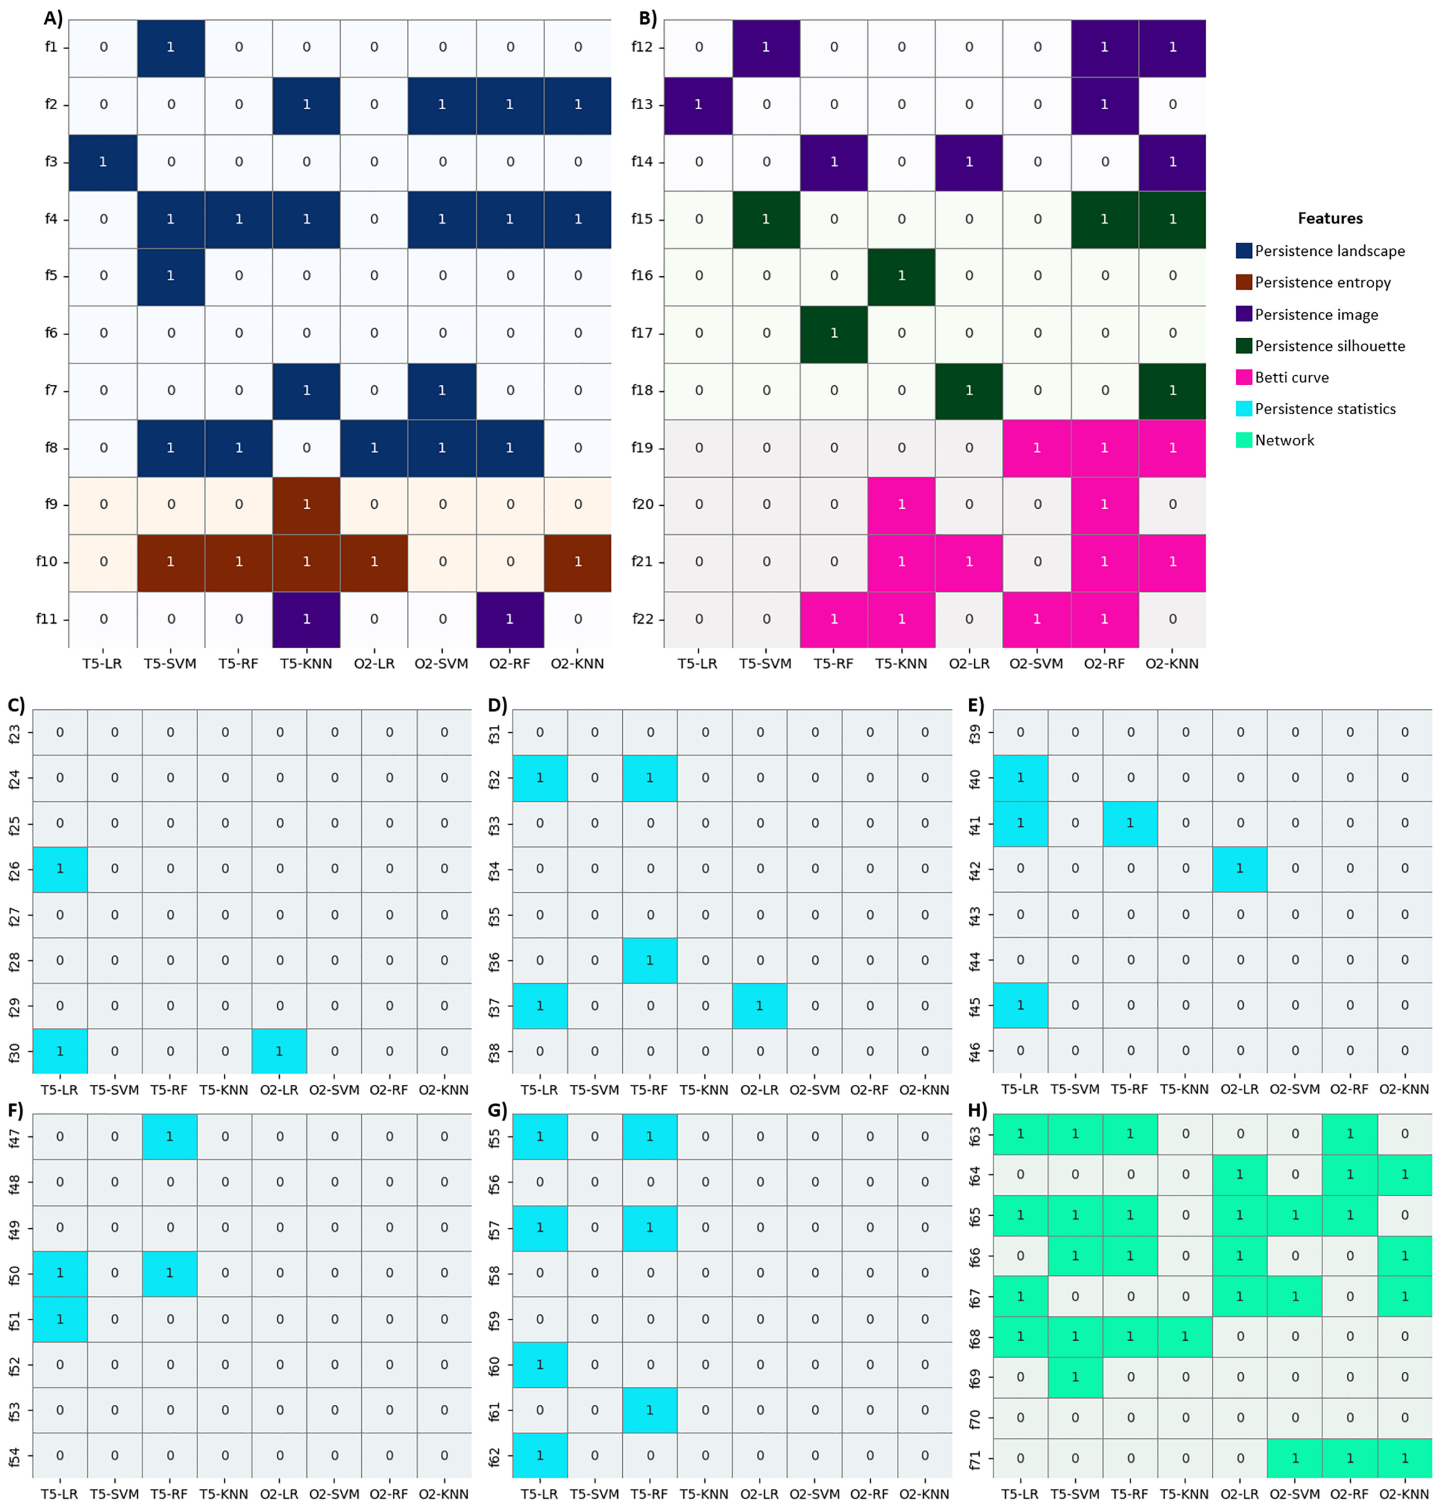 A)
f1 0 1 0 0 0 0 0 0
f2 0 0 0 1 0 1 1 1
f3 1 0 0 0 0 0 0 0
f4 0 1 1 1 0 1 1 1
f5 0 1 0 0 0 0 0 0
f6 0 0 0 0 0 0 0 0
f7 0 0 0 1 0 1 0 0
f8 0 1 1 0 1 1 1 0
f9 0 0 0 1 0 0 0 0
f10 0 1 1 1 1 0 0 1
f11 0 0 0 1 0 0 1 0
T5-LR T5-SVM T5-RF T5-KNN O2-LR O2-SVM O2-RF O2-KNN
B)
f12 0 1 0 0 0 0 1 1
f13 1 0 0 0 0 0 1 0
f14 0 0 1 0 1 0 0 1
f15 0 1 0 0 0 0 1 1
f16 0 0 0 1 0 0 0 0
f17 0 0 1 0 0 0 0 0
f18 0 0 0 0 1 0 0 1
f19 0 0 0 0 0 1 1 1
f20 0 0 0 1 0 0 1 0
f21 0 0 0 1 1 0 1 1
f22 0 0 1 1 0 1 1 0
T5-LR T5-SVM T5-RF T5-KNN O2-LR O2-SVM O2-RF O2-KNN
Features
Persistence landscape
Persistence entropy
Persistence image
Persistence silhouette
Betti curve
Persistence statistics
Network
C)
f23 0 0 0 0 0 0 0 0
f24 0 0 0 0 0 0 0 0
f25 0 0 0 0 0 0 0 0
f26 1 0 0 0 0 0 0 0
f27 0 0 0 0 0 0 0 0
f28 0 0 0 0 0 0 0 0
f29 0 0 0 0 0 0 0 0
f30 1 0 0 0 1 0 0 0
T5-LR T5-SVM T5-RF T5-KNN O2-LR O2-SVM O2-RF O2-KNN
D)
f31 0 0 0 0 0 0 0 0
f32 1 0 1 0 0 0 0 0
f33 0 0 0 0 0 0 0 0
f34 0 0 0 0 0 0 0 0
f35 0 0 0 0 0 0 0 0
f36 0 0 1 0 0 0 0 0
f37 1 0 0 0 1 0 0 0
f38 0 0 0 0 0 0 0 0
T5-LR T5-SVM T5-RF T5-KNN O2-LR O2-SVM O2-RF O2-KNN
E)
f39 0 0 0 0 0 0 0 0
f40 1 0 0 0 0 0 0 0
f41 1 0 1 0 0 0 0 0
f42 0 0 0 0 1 0 0 0
f43 0 0 0 0 0 0 0 0
f44 0 0 0 0 0 0 0 0
f45 1 0 0 0 0 0 0 0
f46 0 0 0 0 0 0 0 0
T5-LR T5-SVM T5-RF T5-KNN O2-LR O2-SVM O2-RF O2-KNN
F)
f47 0 0 1 0 0 0 0 0
f48 0 0 0 0 0 0 0 0
f49 0 0 0 0 0 0 0 0
f50 1 0 1 0 0 0 0 0
f51 1 0 0 0 0 0 0 0
f52 0 0 0 0 0 0 0 0
f53 0 0 0 0 0 0 0 0
f54 0 0 0 0 0 0 0 0
T5-LR T5-SVM T5-RF T5-KNN O2-LR O2-SVM O2-RF O2-KNN
G)
f55 1 0 1 0 0 0 0 0
f56 0 0 0 0 0 0 0 0
f57 1 0 1 0 0 0 0 0
f58 0 0 0 0 0 0 0 0
f59 0 0 0 0 0 0 0 0
f60 1 0 0 0 0 0 0 0
f61 0 0 1 0 0 0 0 0
f62 1 0 0 0 0 0 0 0
T5-LR T5-SVM T5-RF T5-KNN O2-LR O2-SVM O2-RF O2-KNN
H)
f63 1 1 1 0 0 0 1 0
f64 0 0 0 0 1 0 1 1
f65 1 1 1 0 1 1 1 0
f66 0 1 1 0 1 0 0 1
f67 1 0 0 0 1 1 0 1
f68 1 1 1 1 0 0 0 0
f69 0 1 0 0 0 0 0 0
f70 0 0 0 0 0 0 0 0
f71 0 0 0 0 0 1 1 1
T5-LR T5-SVM T5-RF T5-KNN O2-LR O2-SVM O2-RF O2-KNN